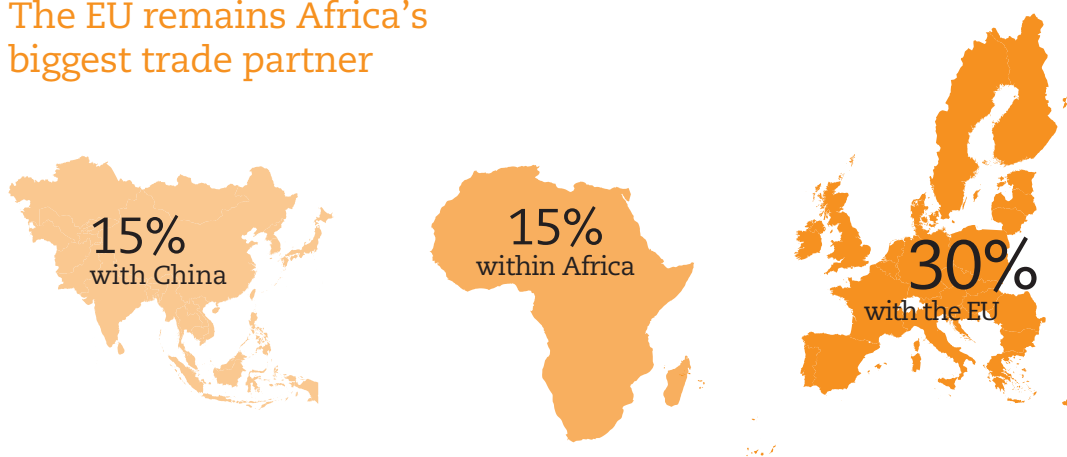 The EU remains Africa’s
biggest trade partner
15%
with China
15%
within Africa
30%
with the EU